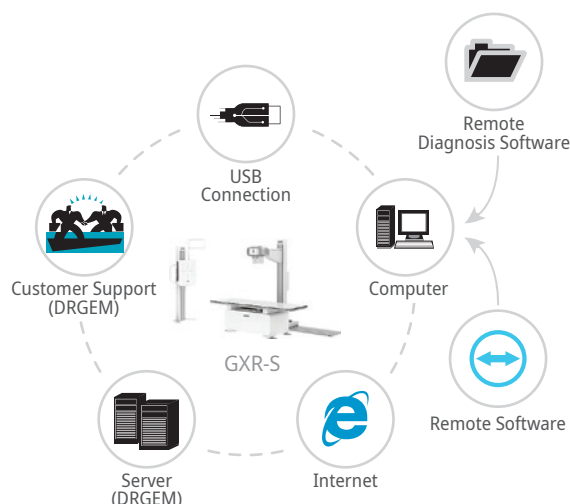 Remote
Diagnosis Software
USB
Connection
Customer Support
(DRGEM)
Computer
GXR-S
Remote Software
Server
(DRGEM)
Internet